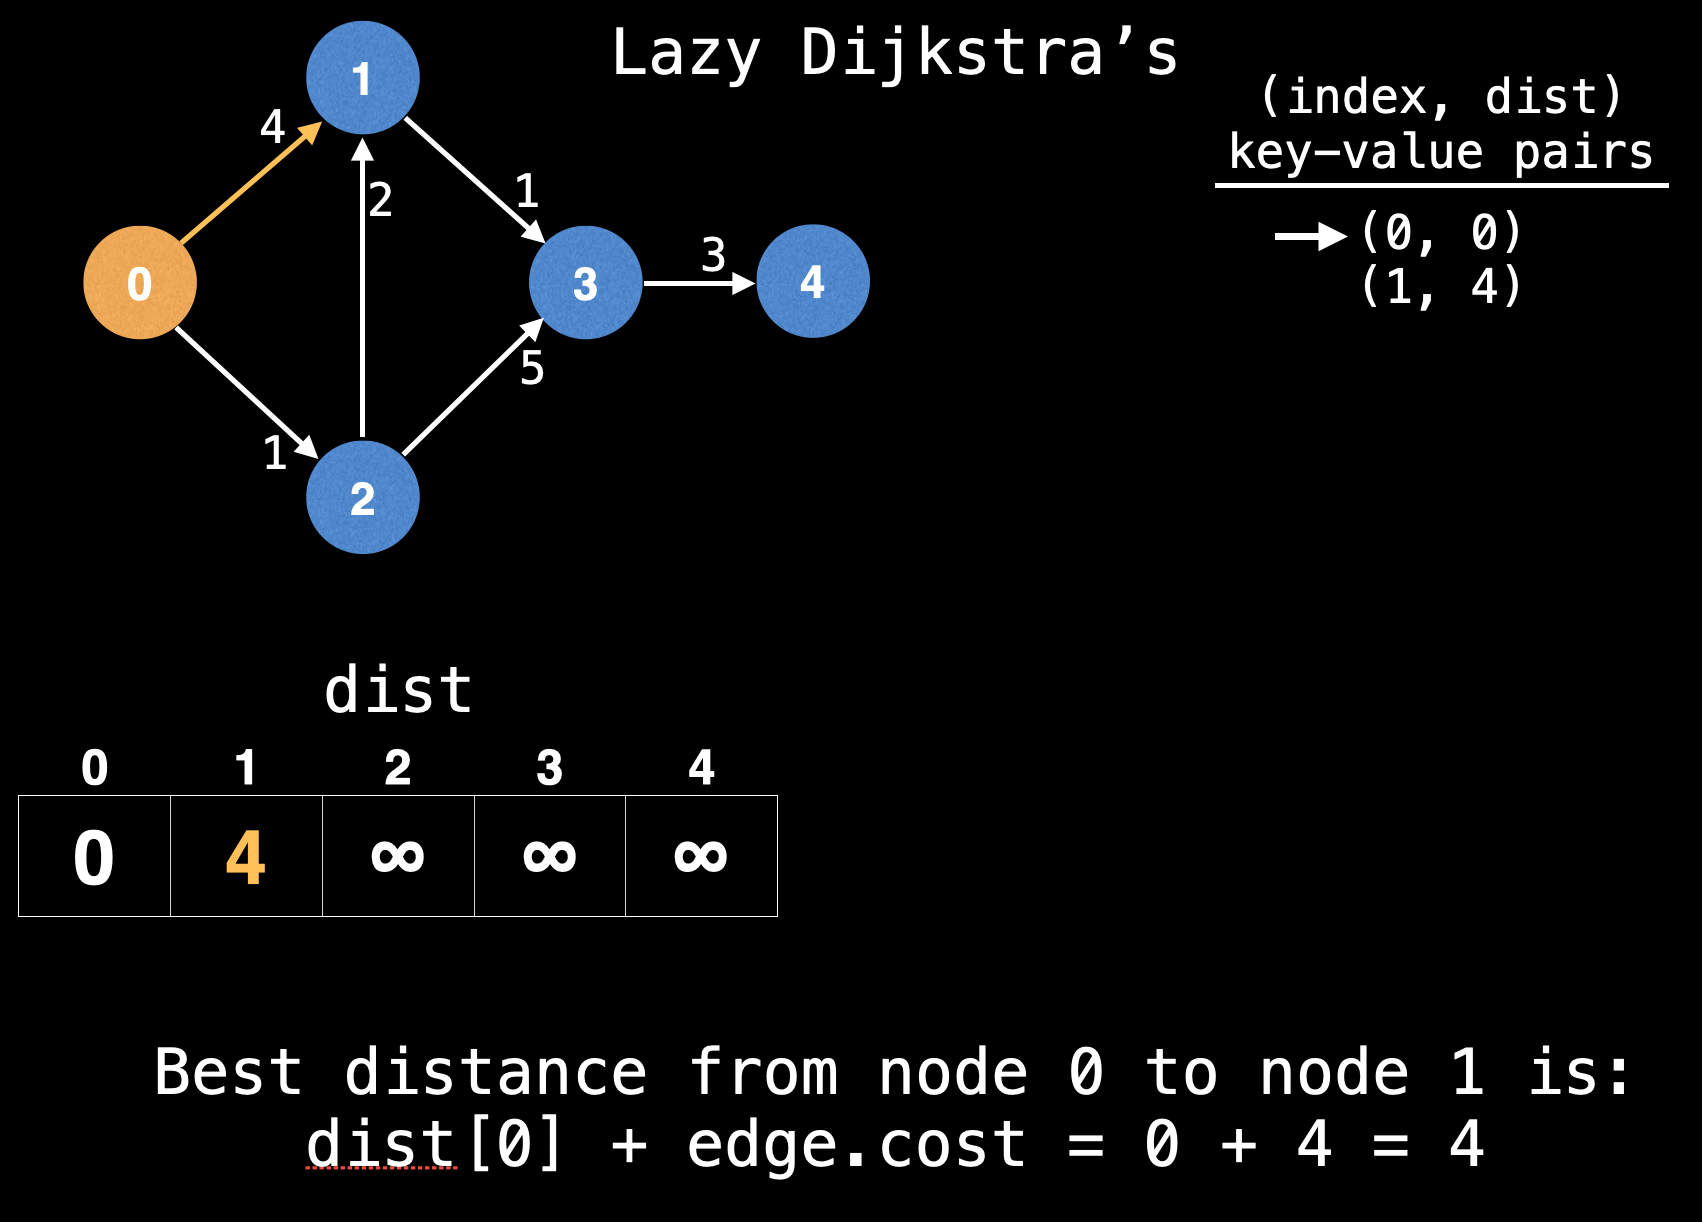 Lazy Dijkstra’s
(index, dist)
key-value pairs
(0, 0)
(1, 4)
1
4
2
1
0
3
3
4
5
1
2
dist
0 1 2 3 4
0 4 ∞ ∞ ∞
Best distance from node 0 to node 1 is:
dist[0] + edge.cost = 0 + 4 = 4